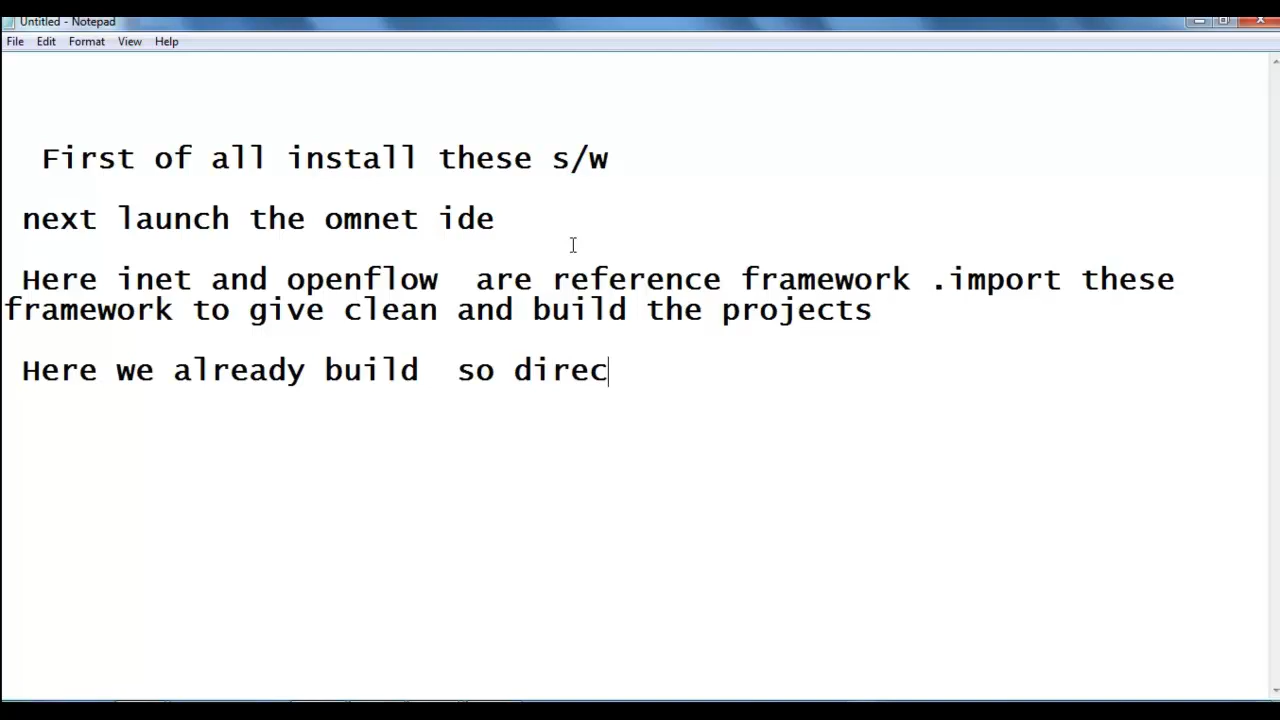 Untitled - Notepad
File Edit Format View Help
First of all install these s/w
next launch the omnet ide
Here inet and openflow are reference framework .import these
framework to give clean and build the projects
Here we already build so direc